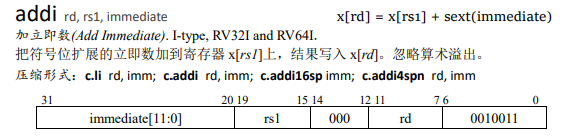 addi rd, rs1, immediate x[rd] = x[rs1] + sext(immediate)
加立即数(Add Immediate). I-type, RV32I and RV64I.
把符号位扩展的立即数加到寄存器 x[rs1]上，结果写入 x[rd]。忽略算术溢出。
压缩形式：c.li rd, imm; c.addi rd, imm; c.addi16sp imm; c.addi4spn rd, imm
31 20 19 15 14 12 11 7 6 0
immediate[11:0] rs1 000 rd 0010011